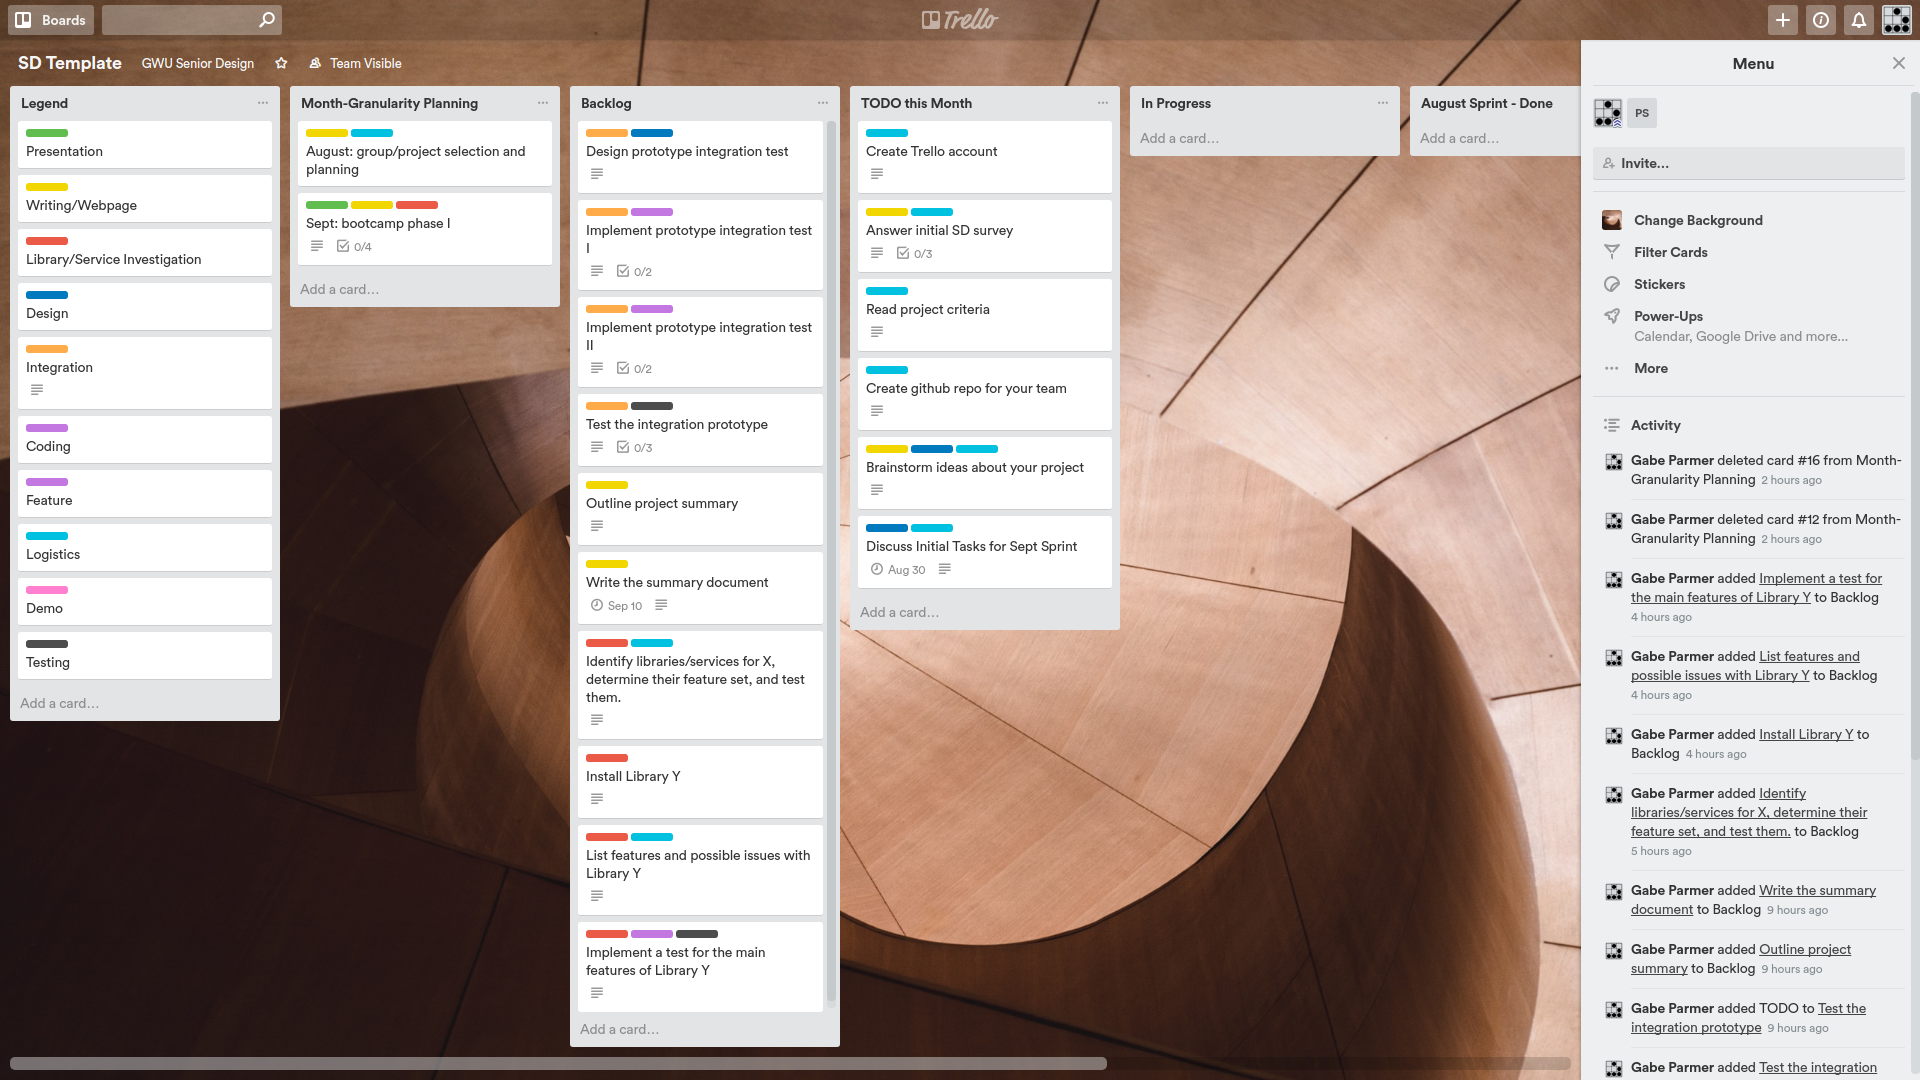 Boards
Trello
SD Template
GWU Senior Design
Team Visible
Legend
Presentation
Writing/Webpage
Library/Service Investigation
Design
Integration
Coding
Feature
Logistics
Demo
Testing
Add a card...
Month-Granularity Planning
August: group/project selection and
planning
Sept: bootcamp phase I
0/4
Add a card...
Backlog
Design prototype integration test
Implement prototype integration test
I
0/2
Implement prototype integration test
II
0/2
Test the integration prototype
0/3
Outline project summary
Write the summary document
Sep 10
Identify libraries/services for X,
determine their feature set, and test
them.
Install Library Y
List features and possible issues with
Library Y
Implement a test for the main
features of Library Y
Add a card...
TODO this Month
Create Trello account
Answer initial SD survey
0/3
Read project criteria
Create github repo for your team
Brainstorm ideas about your project
Discuss Initial Tasks for Sept Sprint
Aug 30
Add a card...
In Progress
Add a card...
August Sprint - Done
Add a card...
Menu
PS
Invite...
Change Background
Filter Cards
Stickers
Power-Ups
Calendar, Google Drive and more...
More
Activity
Gabe Parmer deleted card #16 from Month-
Granularity Planning 2 hours ago
Gabe Parmer deleted card #12 from Month-
Granularity Planning 2 hours ago
Gabe Parmer added Implement a test for
the main features of Library Y to Backlog
4 hours ago
Gabe Parmer added List features and
possible issues with Library Y to Backlog
4 hours ago
Gabe Parmer added Install Library Y to
Backlog 4 hours ago
Gabe Parmer added Identify
libraries/services for X, determine their
feature set, and test them. to Backlog
5 hours ago
Gabe Parmer added Write the summary
document to Backlog 9 hours ago
Gabe Parmer added Outline project
summary to Backlog 9 hours ago
Gabe Parmer added TODO to Test the
integration prototype 9 hours ago
Gabe Parmer added Test the integration